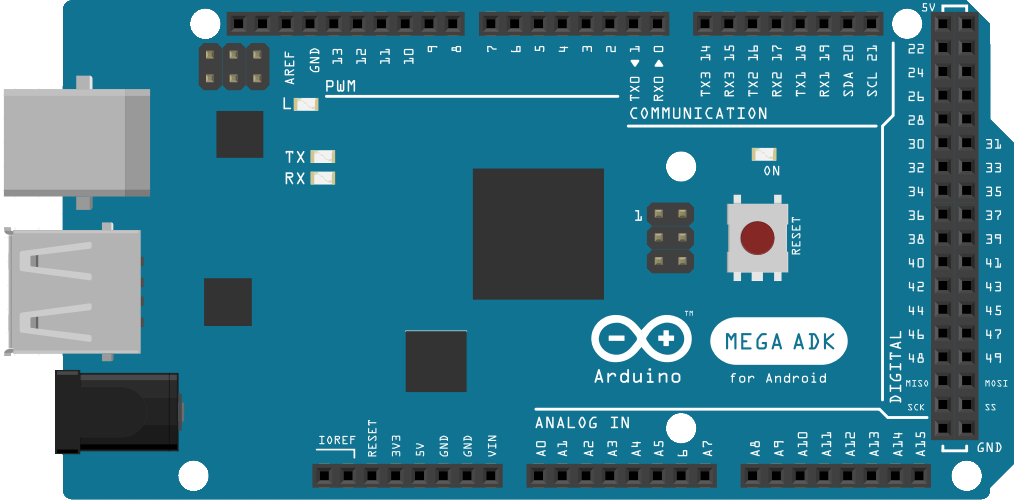 5V
AREF GND 13 12 11 10 9 8
7 6 5 4 3 2 TX0 ◀ 1 RX0 ▶ 0
TX3 14 RX3 15 TX2 16 RX2 17 TX1 18 RX1 19 SDA 20 SCL 21
PWM
COMMUNICATION
L
TX
RX
ON
1
RESET
22
24
26
28
30 31
32 33
34 35
36 37
38 39
40 41
42 43
44 45
46 47
48 49
MISO MOSI
SCK SS
GND
DIGITAL
TM
Arduino
MEGA ADK
for Android
ANALOG IN
IOREF RESET 3V3 5V GND GND VIN
A0 A1 A2 A3 A4 A5 6 A7
A8 A9 A10 A11 A12 A13 A14 A15